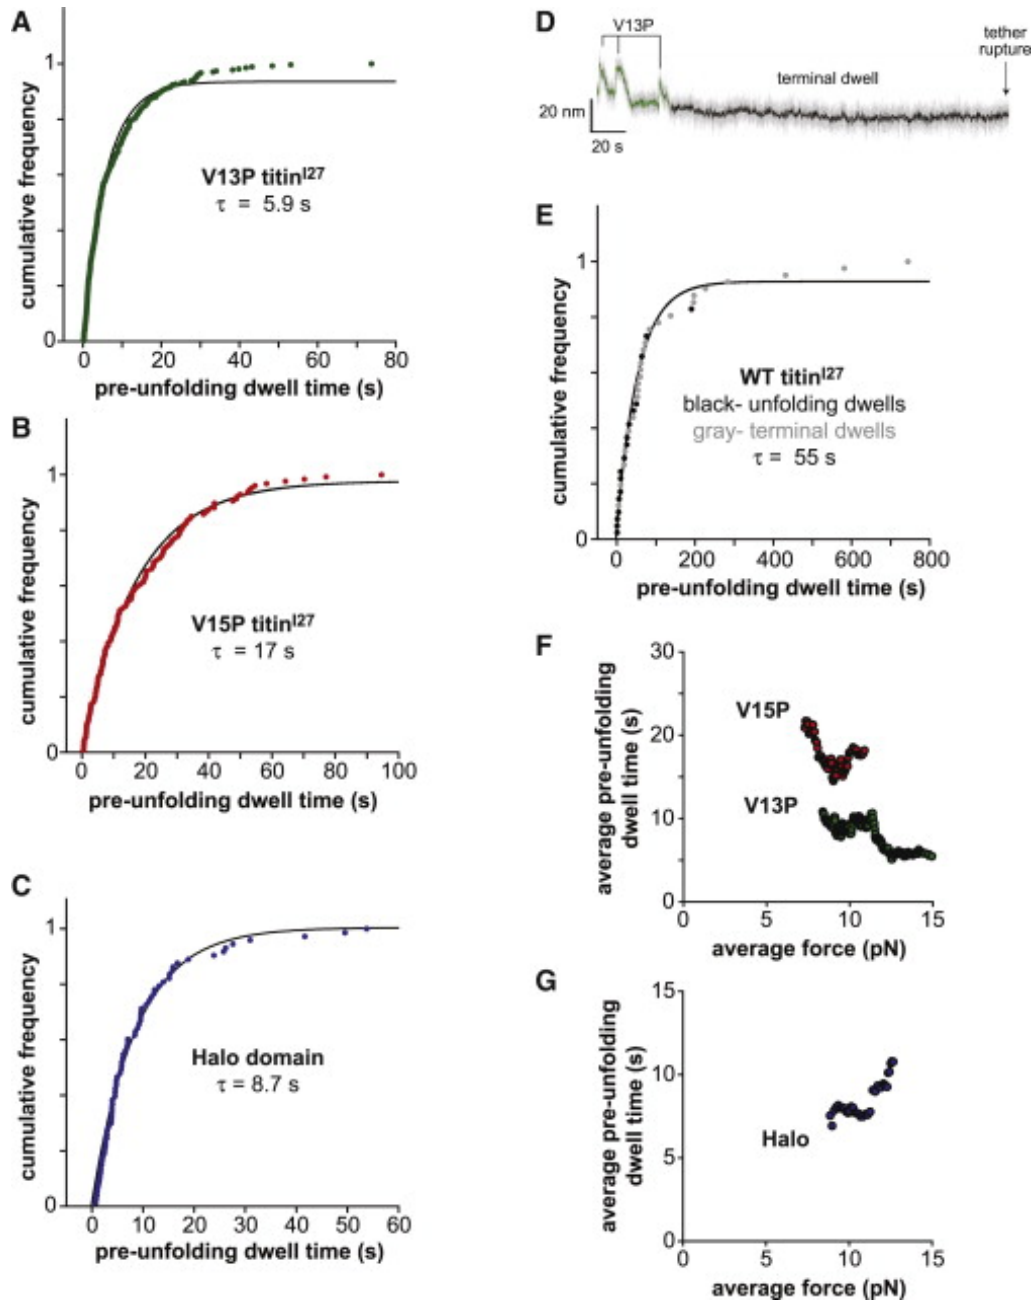 A
cumulative frequency
1
0
V13P titin^I27
τ = 5.9 s
0 20 40 60 80
pre-unfolding dwell time (s)
B
cumulative frequency
1
0
V15P titin^I27
τ = 17 s
0 20 40 60 80 100
pre-unfolding dwell time (s)
C
cumulative frequency
1
0
Halo domain
τ = 8.7 s
0 10 20 30 40 50 60
pre-unfolding dwell time (s)
D
V13P
tether
rupture
terminal dwell
20 nm
20 s
E
cumulative frequency
1
0
WT titin^I27
black- unfolding dwells
gray- terminal dwells
τ = 55 s
0 200 400 600 800
pre-unfolding dwell time (s)
F
average pre-unfolding
dwell time (s)
30
20
10
0
V15P
V13P
0 5 10 15
average force (pN)
G
average pre-unfolding
dwell time (s)
15
10
5
0
Halo
0 5 10 15
average force (pN)